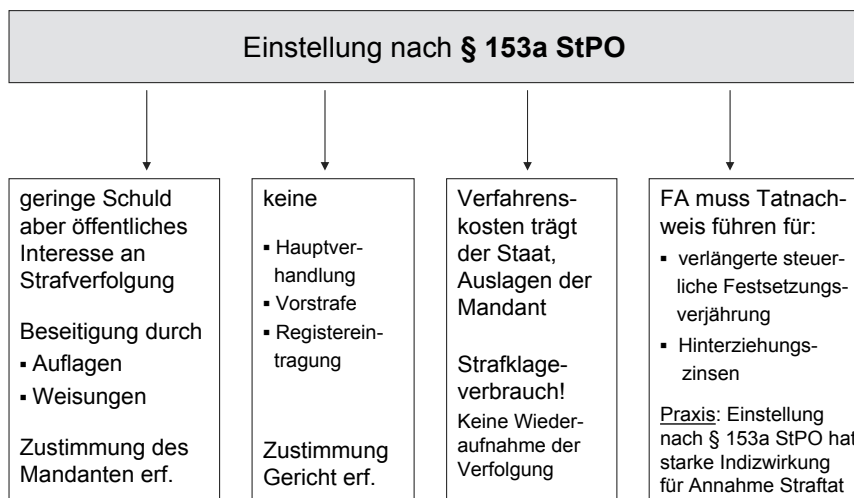 Einstellung nach § 153a StPO
geringe Schuld
aber öffentliches
Interesse an
Strafverfolgung
Beseitigung durch
▪ Auflagen
▪ Weisungen
Zustimmung des
Mandanten erf.
keine
▪ Hauptver-
handlung
▪ Vorstrafe
▪ Registerein-
tragung
Zustimmung
Gericht erf.
Verfahrens-
kosten trägt
der Staat,
Auslagen der
Mandant
Strafklage-
verbrauch!
Keine Wieder-
aufnahme der
Verfolgung
FA muss Tatnach-
weis führen für:
▪ verlängerte steuer-
liche Festsetzungs-
verjährung
▪ Hinterziehungs-
zinsen
Praxis: Einstellung
nach § 153a StPO hat
starke Indizwirkung
für Annahme Straftat